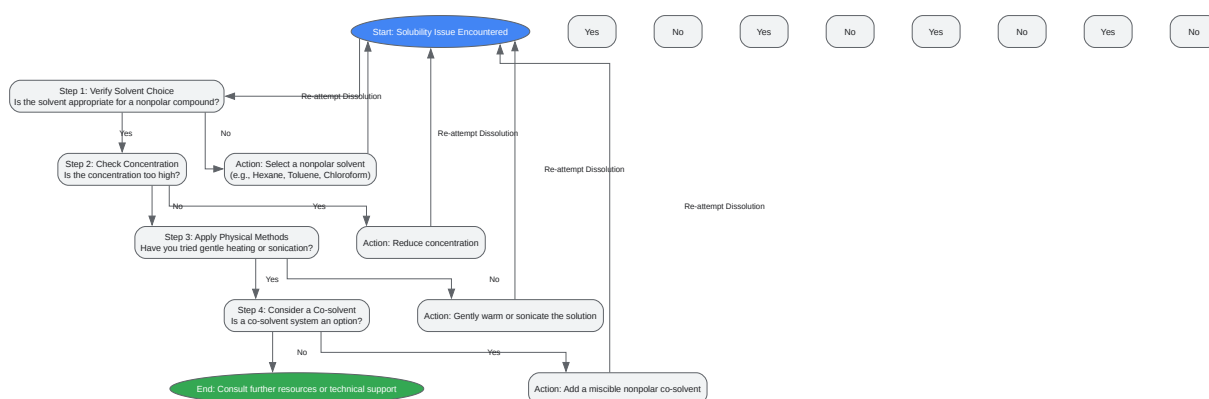 Start: Solubility Issue Encountered
Yes
No
Yes
No
Yes
No
Yes
No
Step 1: Verify Solvent Choice
Is the solvent appropriate for a nonpolar compound?
Re-attempt Dissolution
Yes
No
Re-attempt Dissolution
Step 2: Check Concentration
Is the concentration too high?
Action: Select a nonpolar solvent
(e.g., Hexane, Toluene, Chloroform)
Re-attempt Dissolution
No
Yes
Re-attempt Dissolution
Step 3: Apply Physical Methods
Have you tried gentle heating or sonication?
Action: Reduce concentration
Yes
No
Step 4: Consider a Co-solvent
Is a co-solvent system an option?
Action: Gently warm or sonicate the solution
No
Yes
End: Consult further resources or technical support
Action: Add a miscible nonpolar co-solvent